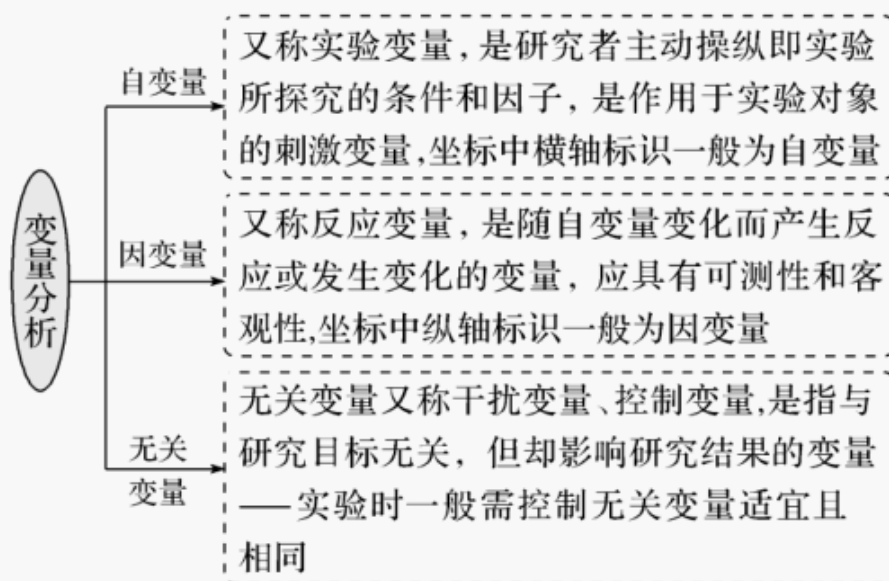 变量分析
自变量
又称实验变量，是研究者主动操纵即实验
所探究的条件和因子，是作用于实验对象
的刺激变量,坐标中横轴标识一般为自变量
因变量
又称反应变量，是随自变量变化而产生反
应或发生变化的变量，应具有可测性和客
观性,坐标中纵轴标识一般为因变量
无关
变量
无关变量又称干扰变量、控制变量,是指与
研究目标无关，但却影响研究结果的变量
——实验时一般需控制无关变量适宜且
相同